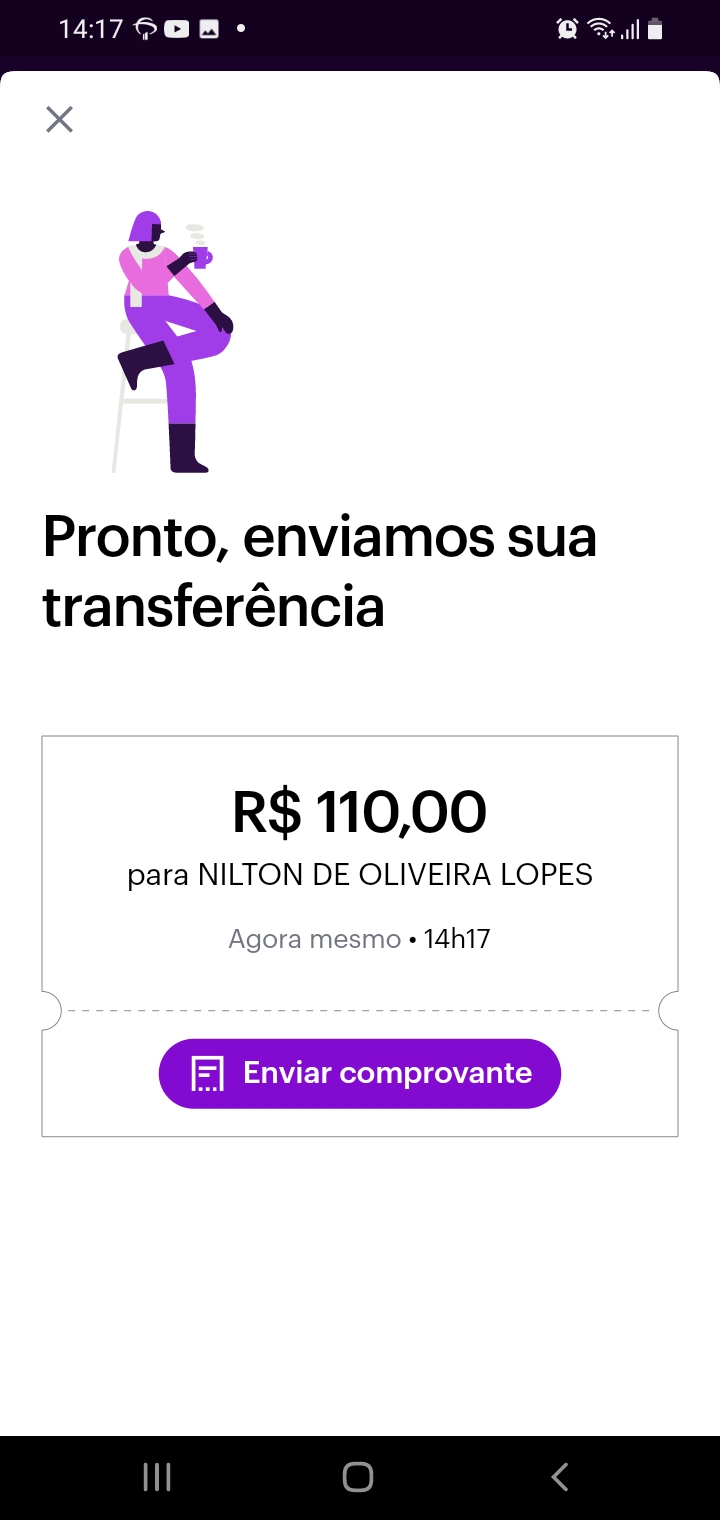 14:17
Pronto, enviamos sua
transferência
R$ 110,00
para NILTON DE OLIVEIRA LOPES
Agora mesmo • 14h17
Enviar comprovante